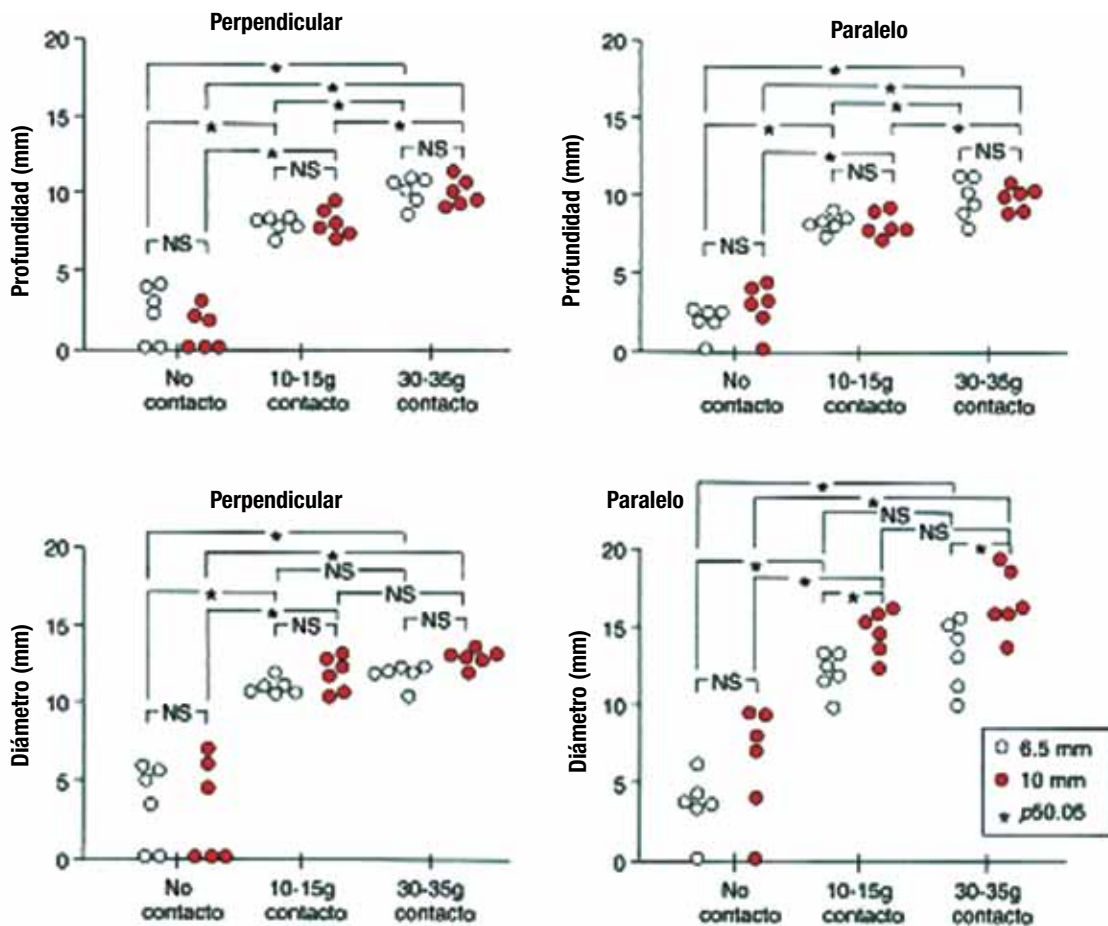 Perpendicular
Profundidad (mm)
20
15
10
5
0
*
*
*
*
*
*
NS
NS
NS
No contacto
10-15g contacto
30-35g contacto
Paralelo
Profundidad (mm)
20
15
10
5
0
*
*
*
*
*
*
NS
NS
NS
No contacto
10-15g contacto
30-35g contacto
Perpendicular
Diámetro (mm)
20
15
10
5
0
*
*
NS
*
NS
*
NS
NS
NS
No contacto
10-15g contacto
30-35g contacto
Paralelo
Diámetro (mm)
20
15
10
5
0
*
*
NS
NS
*
*
*
*
NS
No contacto
10-15g contacto
30-35g contacto
6.5 mm
10 mm
* p50.05